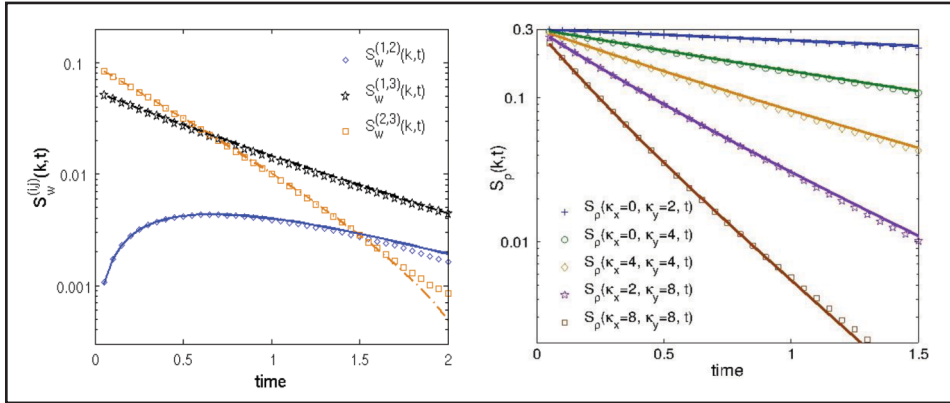 0.1
0.01
0.001
S_w^(i,j)(k,t)
S_w^(1,2)(k,t)
S_w^(1,3)(k,t)
S_w^(2,3)(k,t)
0 0.5 1.0 1.5 2
time
0.3
0.1
0.01
S_ρ(k,t)
S_ρ(κ_x=0, κ_y=2, t)
S_ρ(κ_x=0, κ_y=4, t)
S_ρ(κ_x=4, κ_y=4, t)
S_ρ(κ_x=2, κ_y=8, t)
S_ρ(κ_x=8, κ_y=8, t)
0 0.5 1 1.5
time